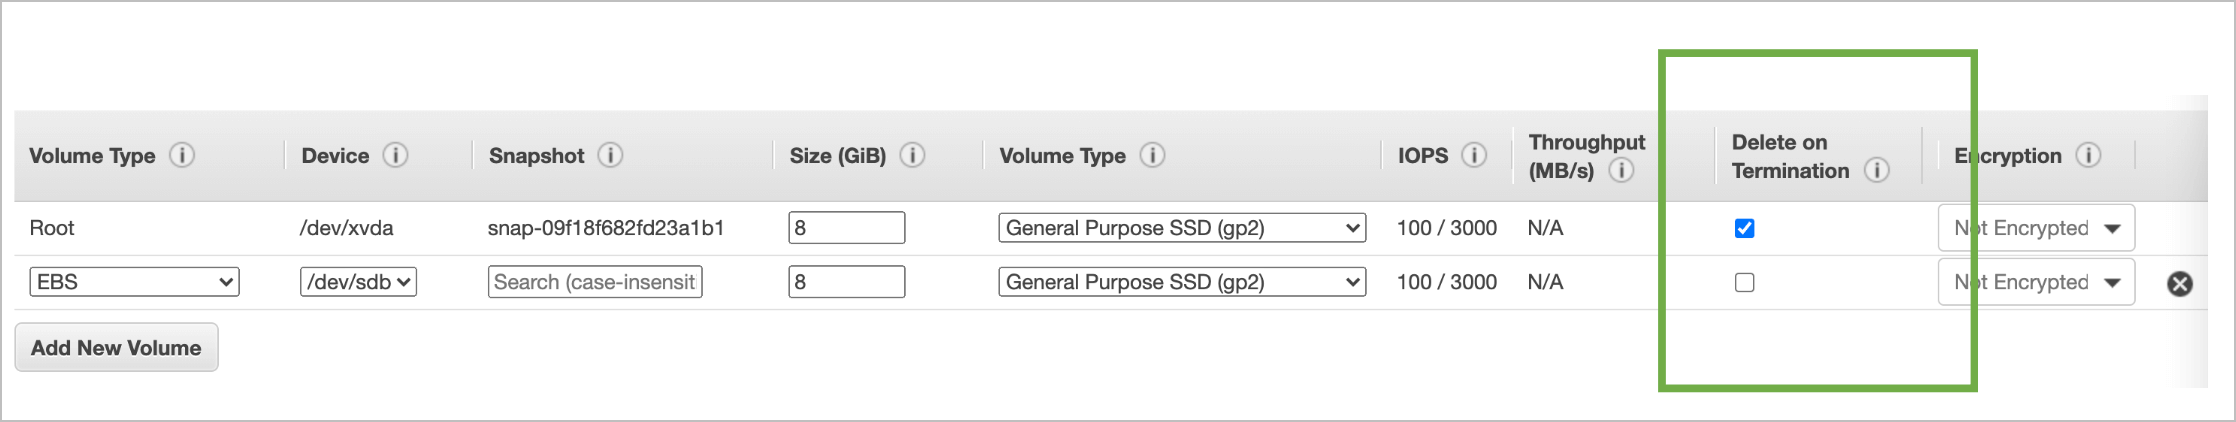 Volume Type Device Snapshot Size (GiB) Volume Type IOPS Throughput (MB/s) Delete on Termination Encryption
Root /dev/xvda snap-09f18f682fd23a1b1 8 General Purpose SSD (gp2) 100 / 3000 N/A Not Encrypted
EBS /dev/sdb Search (case-insensit 8 General Purpose SSD (gp2) 100 / 3000 N/A Not Encrypted
Add New Volume